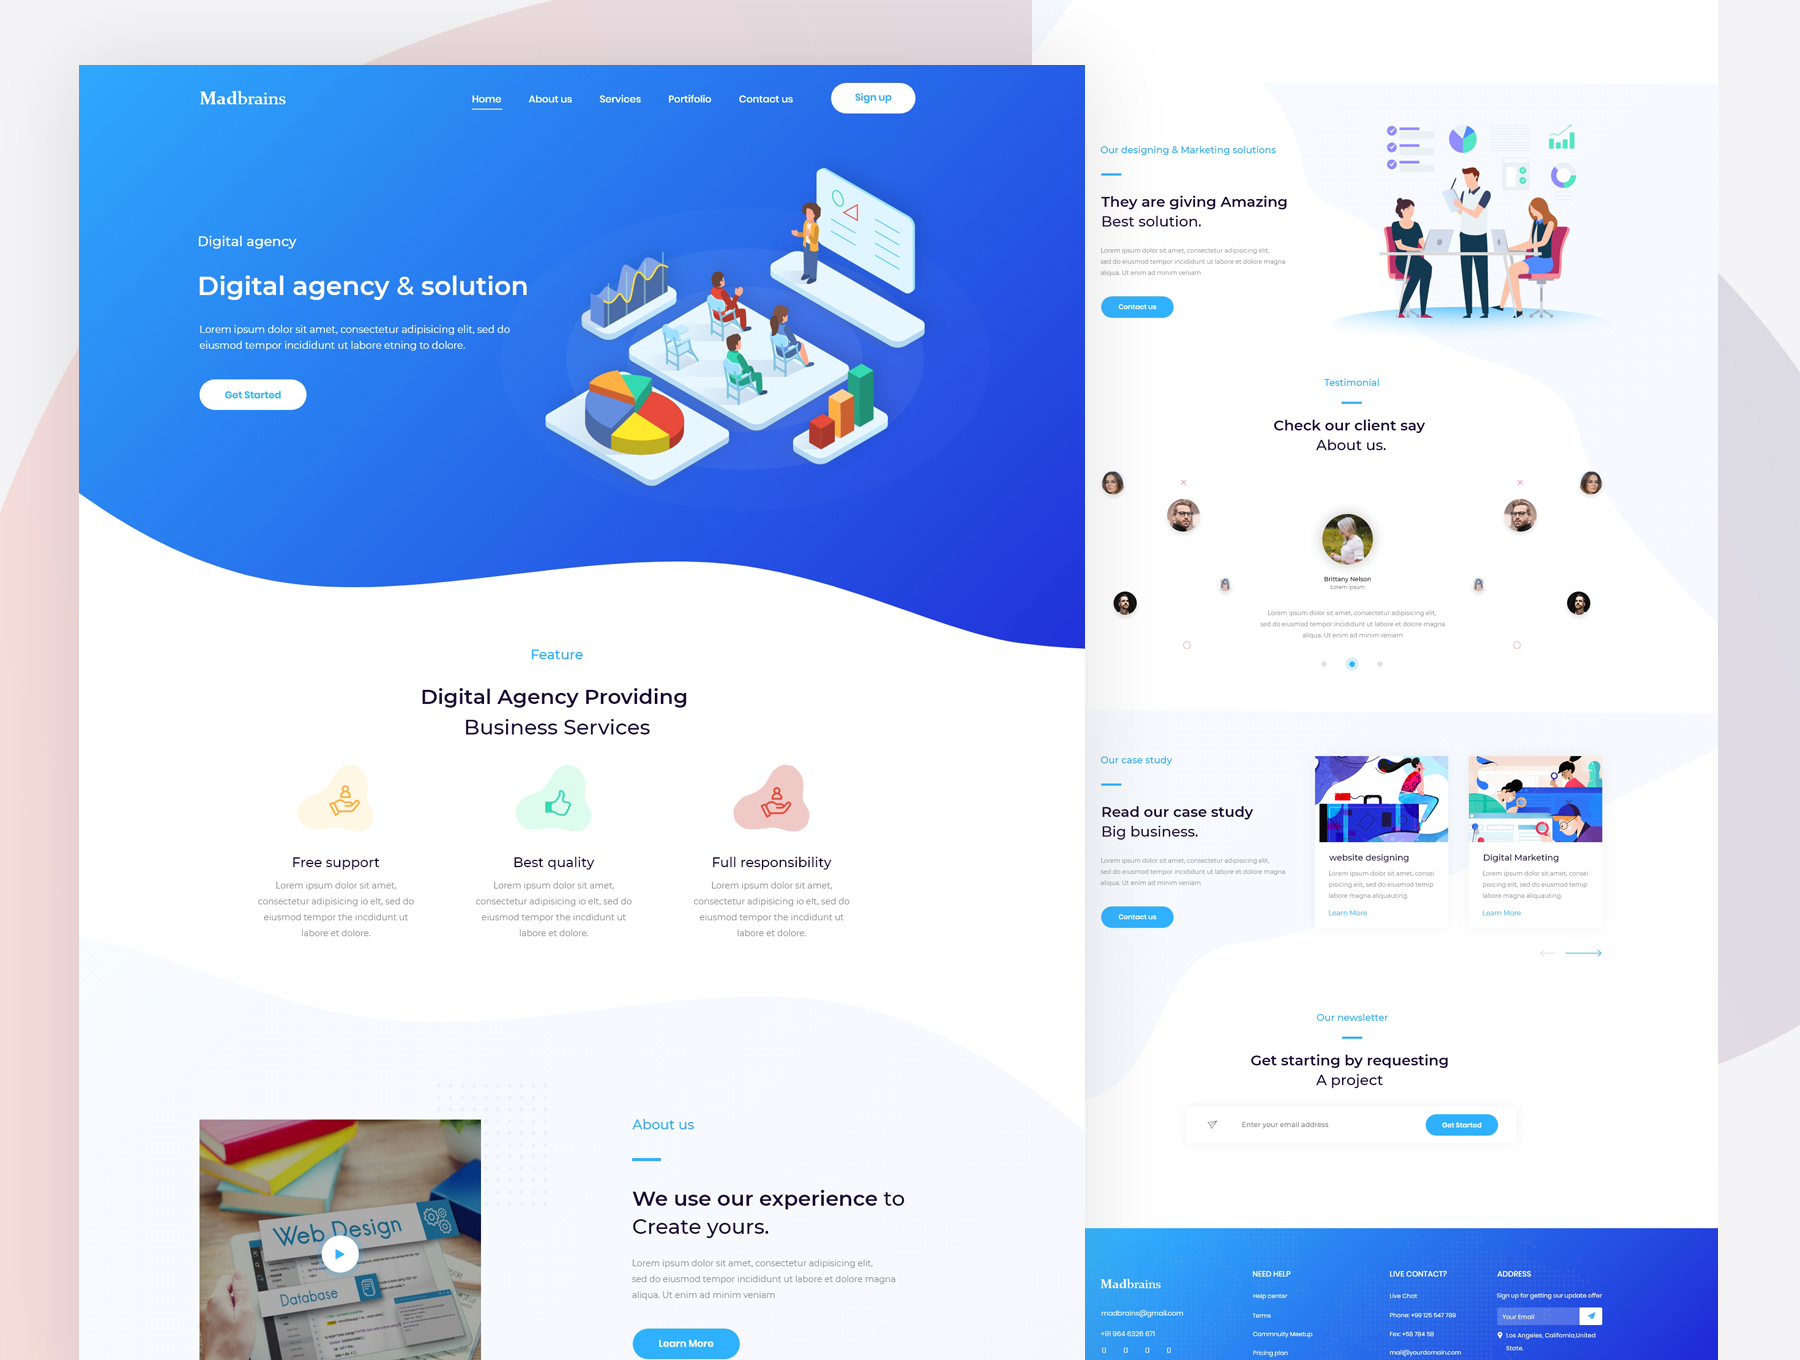 Madbrains
Home About us Services Portifolio Contact us Sign up
Digital agency
Digital agency & solution
Lorem ipsum dolor sit amet, consectetur adipisicing elit, sed do
eiusmod tempor incididunt ut labore etning to dolore.
Get Started
Feature
Digital Agency Providing
Business Services
Free support
Lorem ipsum dolor sit amet,
consectetur adipisicing io elt, sed do
eiusmod tempor the incdidunt ut
labore et dolore.
Best quality
Lorem ipsum dolor sit amet,
consectetur adipisicing io elt, sed do
eiusmod tempor the incdidunt ut
labore et dolore.
Full responsibility
Lorem ipsum dolor sit amet,
consectetur adipisicing io elt, sed do
eiusmod tempor the incdidunt ut
labore et dolore.
Web Design
Database
About us
We use our experience to
Create yours.
Lorem ipsum dolor sit amet, consectetur adipisicing elit,
sed do eiusmod tempor incididunt ut labore et dolore magna
aliqua. Ut enim ad minim veniam
Learn More
Our designing & Marketing solutions
They are giving Amazing
Best solution.
Lorem ipsum dolor sit amet, consectetur adipisicing elit,
sed do eiusmod tempor incididunt ut labore et dolore magna
aliqua. Ut enim ad minim veniam
Contact us
Testimonial
Check our client say
About us.
Brittany Nelson
Lorem ipsum
Lorem ipsum dolor sit amet, consectetur adipisicing elit,
sed do eiusmod tempor incididunt ut labore et dolore magna
aliqua. Ut enim ad minim veniam
Our case study
Read our case study
Big business.
Lorem ipsum dolor sit amet, consectetur adipisicing elit,
sed do eiusmod tempor incididunt ut labore et dolore magna
aliqua. Ut enim ad minim veniam
Contact us
website designing
Lorem ipsum dolor sit amet, consei
pisicing elit, sed do eiusmod temip
labore magna aliquauting.
Learn More
Digital Marketing
Lorem ipsum dolor sit amet, consei
pisicing elit, sed do eiusmod temip
labore magna aliquauting.
Learn More
Our newsletter
Get starting by requesting
A project
Enter your email address
Get Started
Madbrains
madbrains@gmail.com
+91 964 6326 671
NEED HELP
Help center
Terms
Commnuity Meetup
Pricing plan
LIVE CONTACT?
Live Chat
Phone: +99 125 547 789
Fex: +58 784 58
mail@yourdomain.com
ADDRESS
Sign up for getting our update offer
Your Email
Los Angeles, California,United
State.